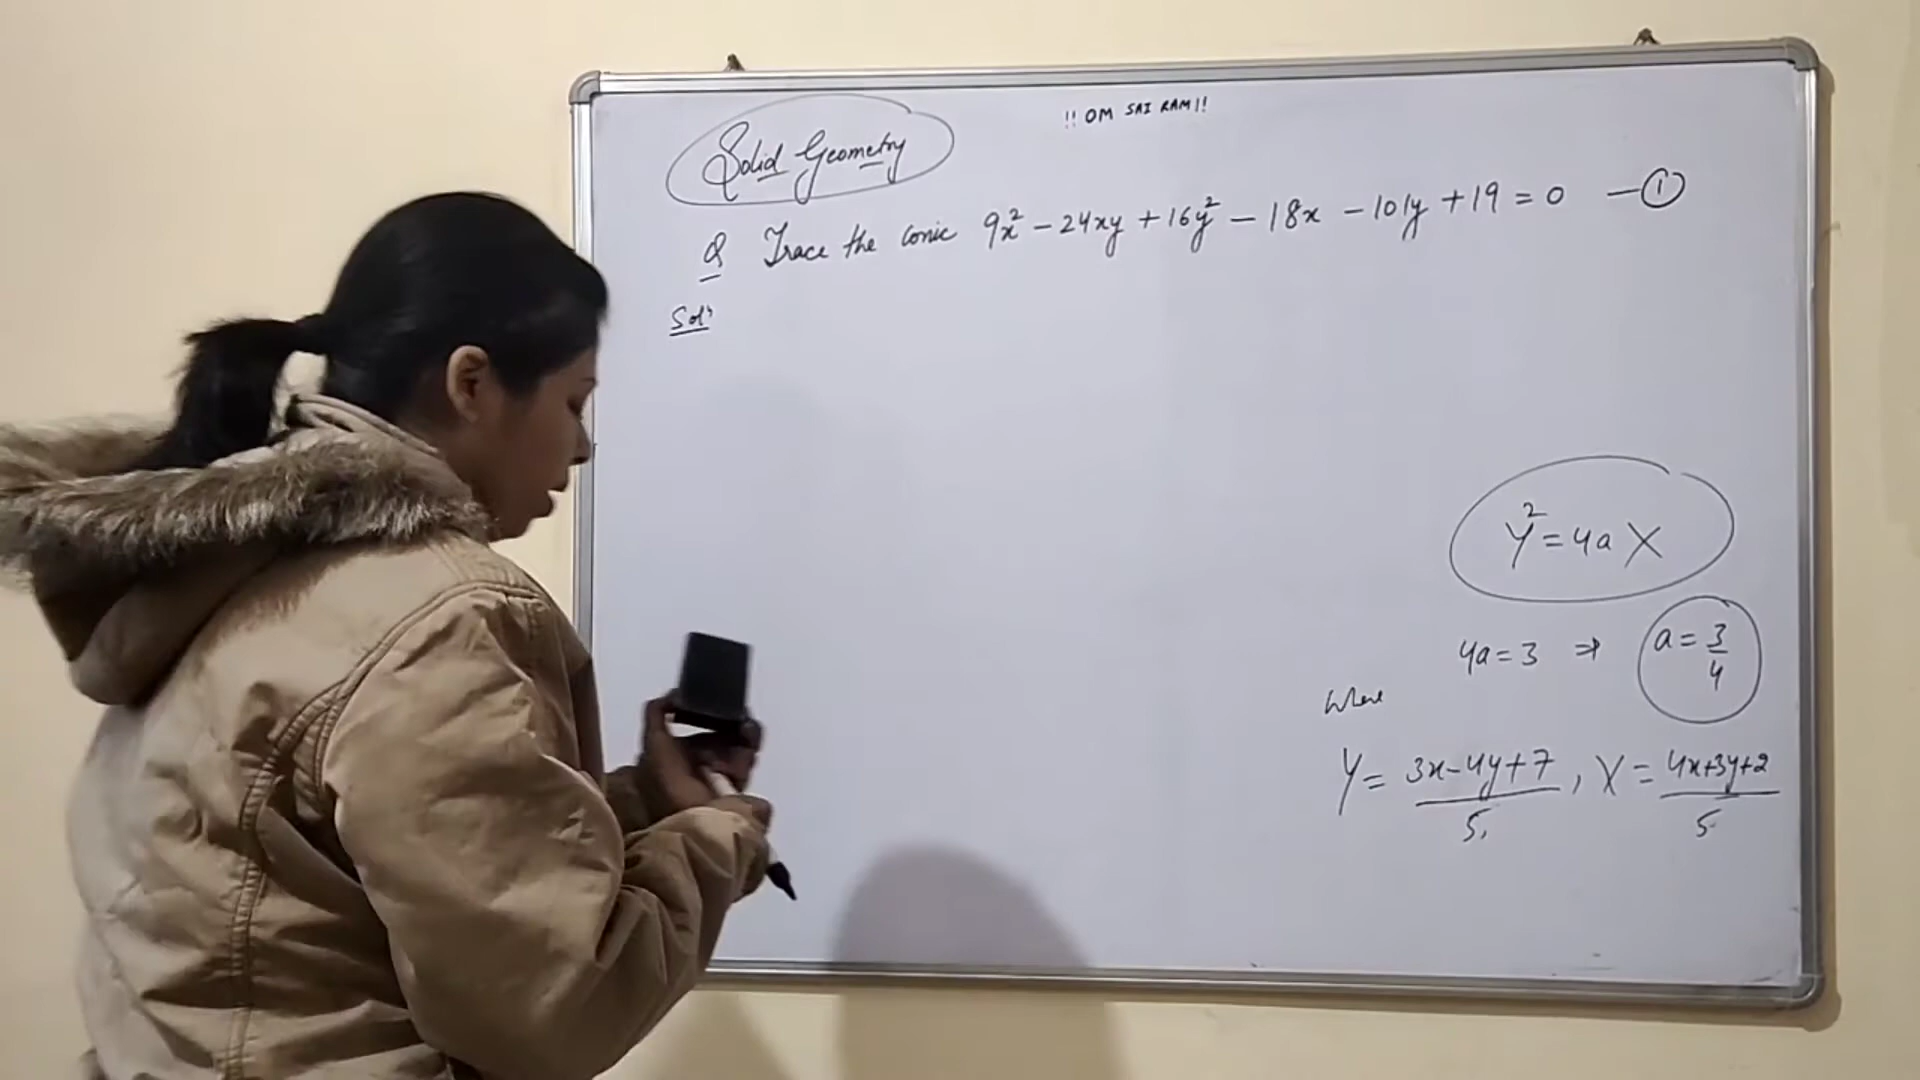 !! OM SAI RAM !!
Solid Geometry
Q Trace the conic 9x² - 24xy + 16y² - 18x - 101y + 19 = 0 — ①
Solⁿ
Y² = 4a X
4a = 3 ⇒ a = 3/4
Where
Y = (3x-4y+7)/5, X = (4x+3y+2)/5